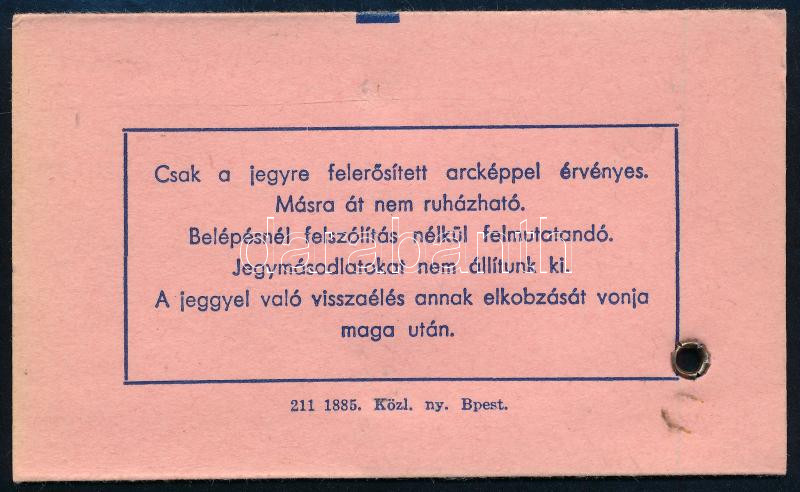 Csak a jegyre felerősített arcképpel érvényes.
Másra át nem ruházható.
Belépésnél felszólítás nélkül felmutatandó.
darabanth
Jegymásodlatokat nem állítunk ki.
A jeggyel való visszaélés annak elkobzását vonja
maga után.
211 1885. Közl. ny. Bpest.